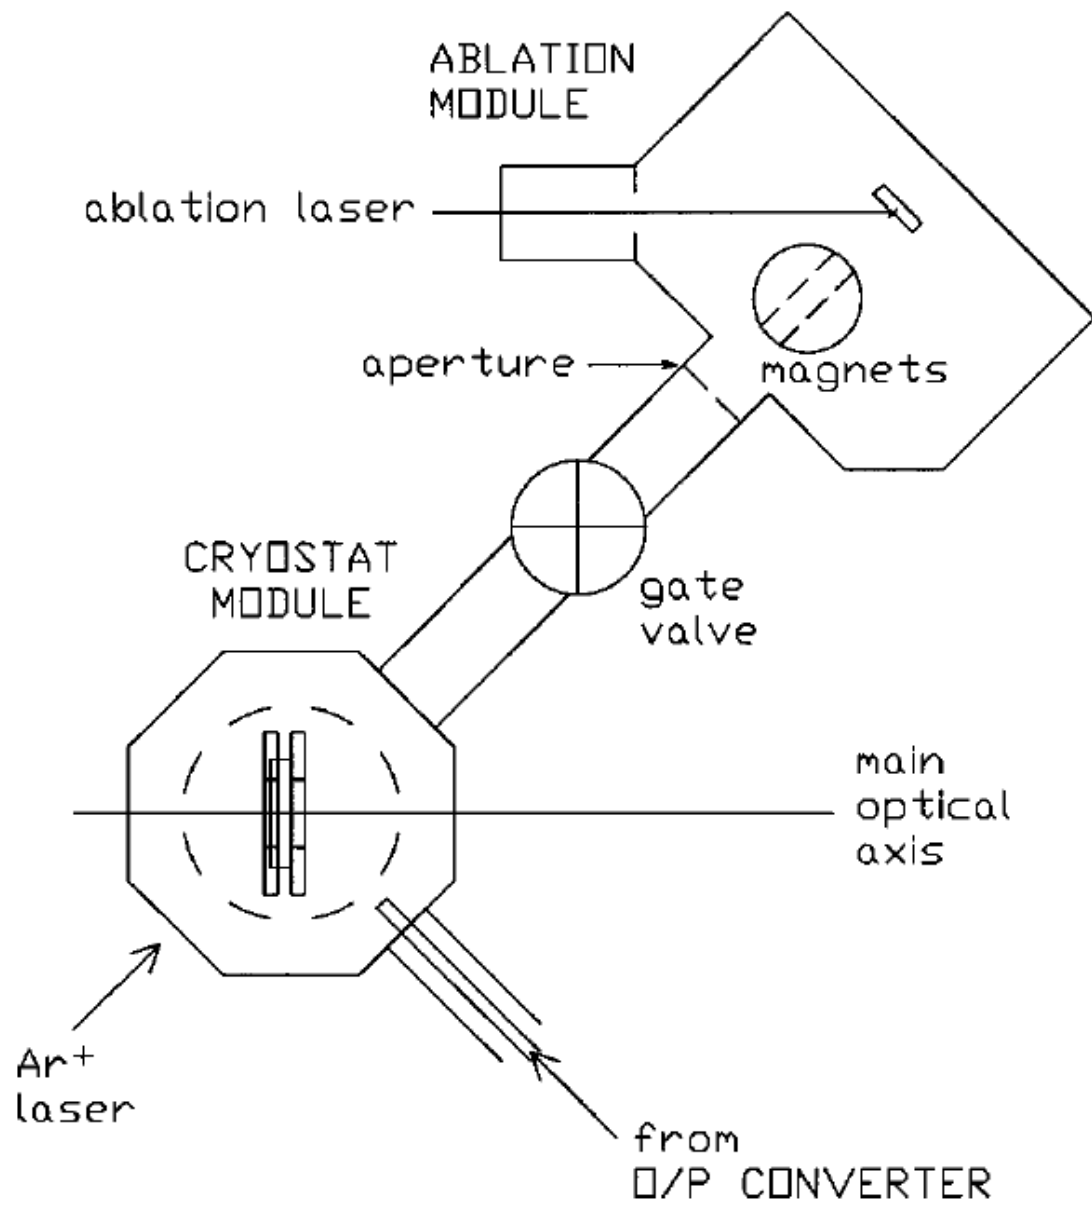 ABLATION
MODULE
ablation laser
aperture
magnets
CRYOSTAT
MODULE
gate
valve
main
optical
axis
Ar+
laser
from
O/P CONVERTER